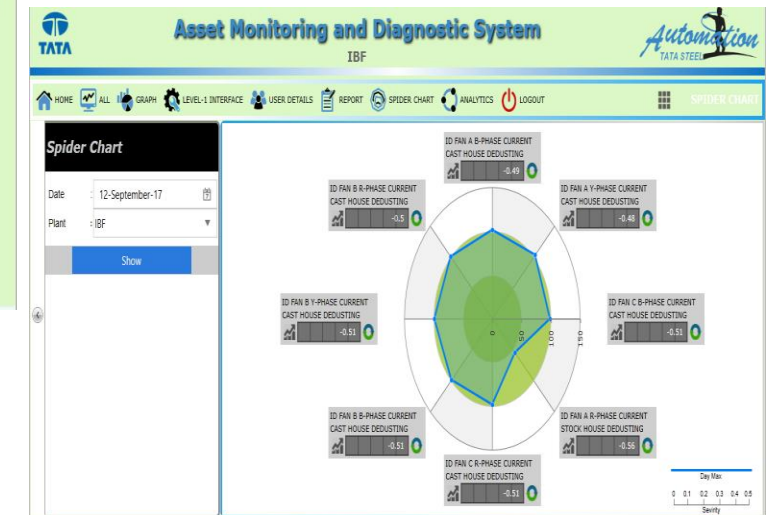 TATA
Asset Monitoring and Diagnostic System
IBF
Automation
TATA STEEL
HOME ALL GRAPH LEVEL-1 INTERFACE USER DETAILS REPORT SPIDER CHART ANALYTICS LOGOUT SPIDER CHART
Spider Chart
Date : 12-September-17
Plant : IBF
Show
ID FAN A B-PHASE CURRENT
CAST HOUSE DEDUSTING
-0.49
ID FAN B R-PHASE CURRENT
CAST HOUSE DEDUSTING
-0.5
ID FAN A Y-PHASE CURRENT
CAST HOUSE DEDUSTING
-0.48
ID FAN B Y-PHASE CURRENT
CAST HOUSE DEDUSTING
-0.51
ID FAN C B-PHASE CURRENT
CAST HOUSE DEDUSTING
-0.51
0 50 100 150
ID FAN B B-PHASE CURRENT
CAST HOUSE DEDUSTING
-0.51
ID FAN A R-PHASE CURRENT
STOCK HOUSE DEDUSTING
-0.56
ID FAN C R-PHASE CURRENT
CAST HOUSE DEDUSTING
-0.51
Day Max
0 0.1 0.2 0.3 0.4 0.5
Sevirity